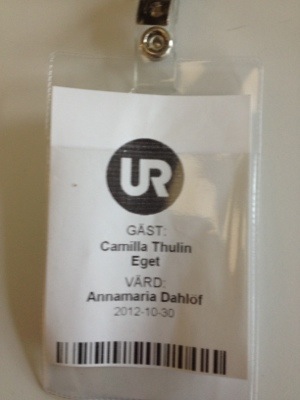 UR
GÄST:
Camilla Thulin
Eget
VÄRD:
Annamaria Dahlöf
2012-10-30